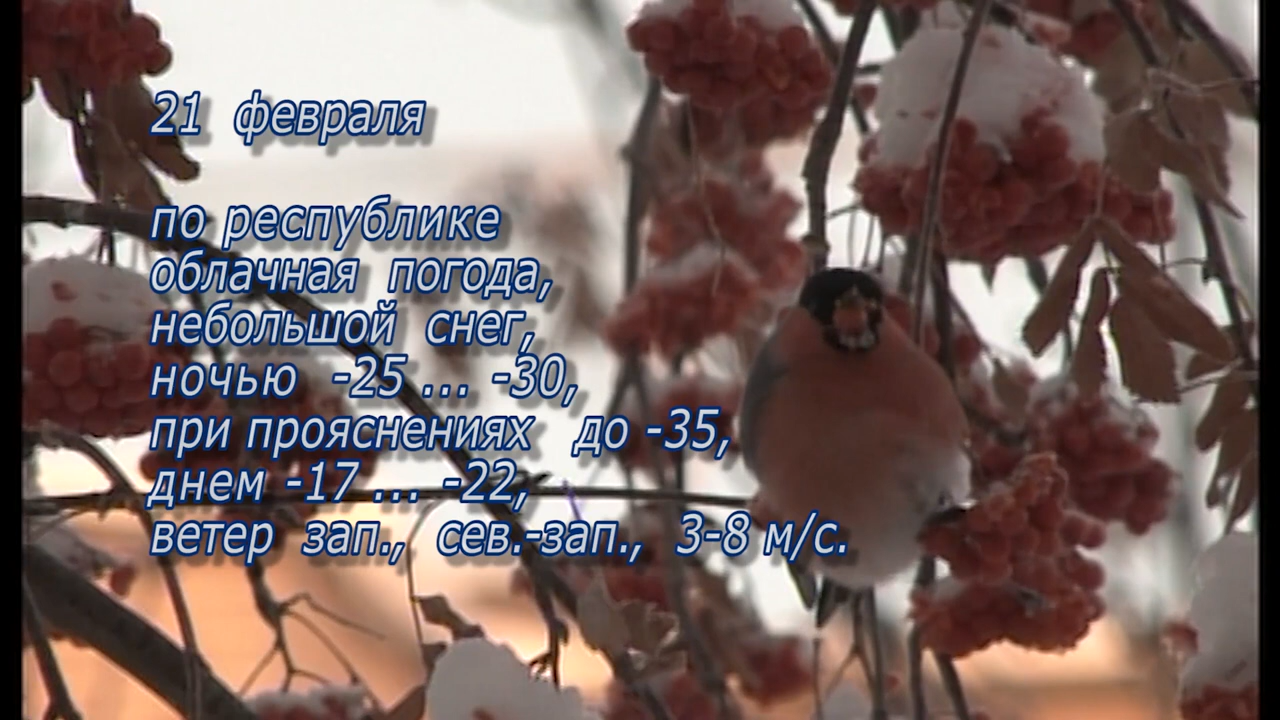 21 февраля
по республике
облачная погода,
небольшой снег,
ночью -25 ... -30,
при прояснениях до -35,
днем -17 ... -22,
ветер зап., сев.-зап., 3-8 м/с.